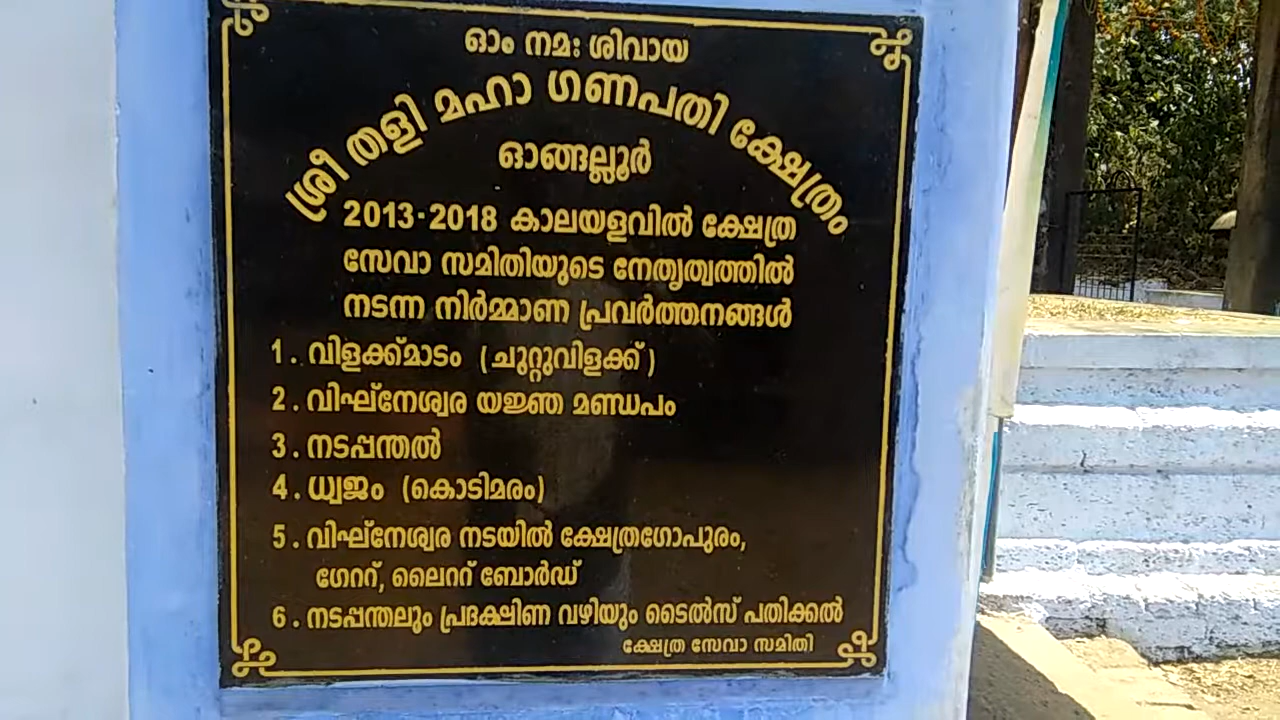 ഓം നമഃ ശിവായ
ശ്രീ തളി മഹാ ഗണപതി ക്ഷേത്രം
ഓങ്ങല്ലൂർ
2013-2018 കാലയളവിൽ ക്ഷേത്ര
സേവാ സമിതിയുടെ നേതൃത്വത്തിൽ
നടന്ന നിർമ്മാണ പ്രവർത്തനങ്ങൾ
1. വിളക്ക്മാടം (ചുറ്റുവിളക്ക്)
2. വിഘ്നേശ്വര യജ്ഞ മണ്ഡപം
3. നടപ്പന്തൽ
4. ധ്വജം (കൊടിമരം)
5. വിഘ്നേശ്വര നടയിൽ ക്ഷേത്രഗോപുരം,
ഗേററ്, ലൈററ് ബോർഡ്
6. നടപ്പന്തലും പ്രദക്ഷിണ വഴിയും ടൈൽസ് പതിക്കൽ
ക്ഷേത്ര സേവാ സമിതി